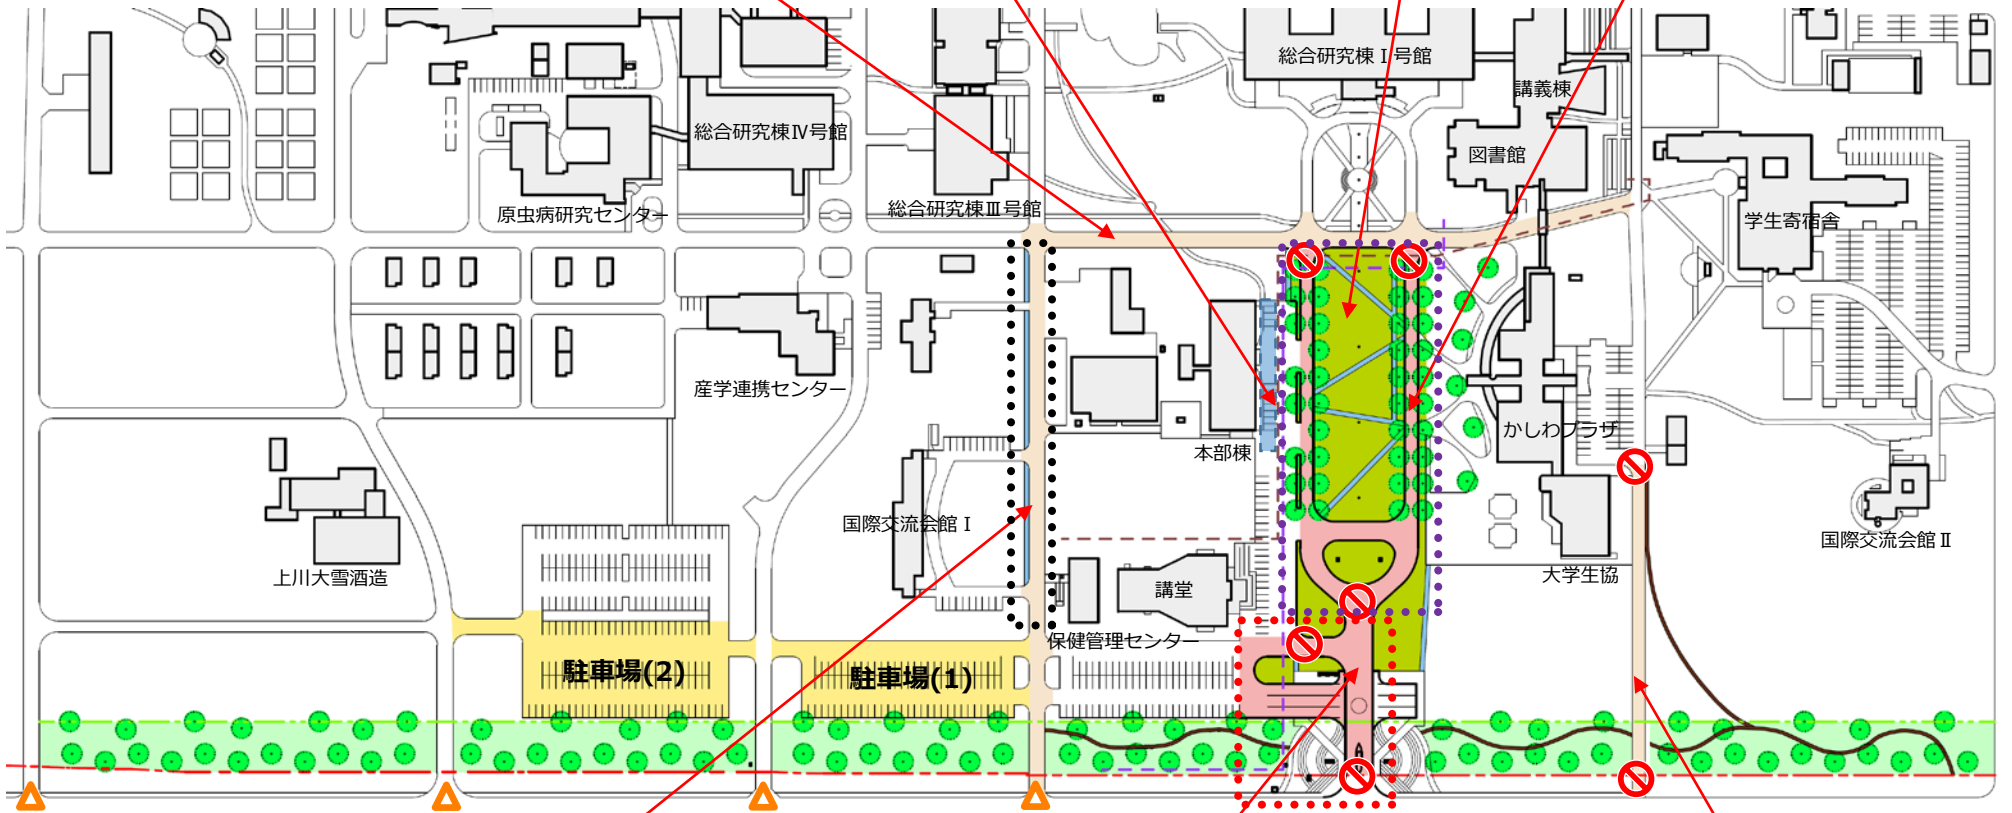 総合研究棟Ⅰ号館
講義棟
総合研究棟Ⅳ号館
図書館
原虫病研究センター
総合研究棟Ⅲ号館
学生寄宿舎
産学連携センター
かしわプラザ
本部棟
国際交流会館Ⅰ
国際交流会館Ⅱ
上川大雪酒造
大学生協
講堂
保健管理センター
駐車場(2)
駐車場(1)